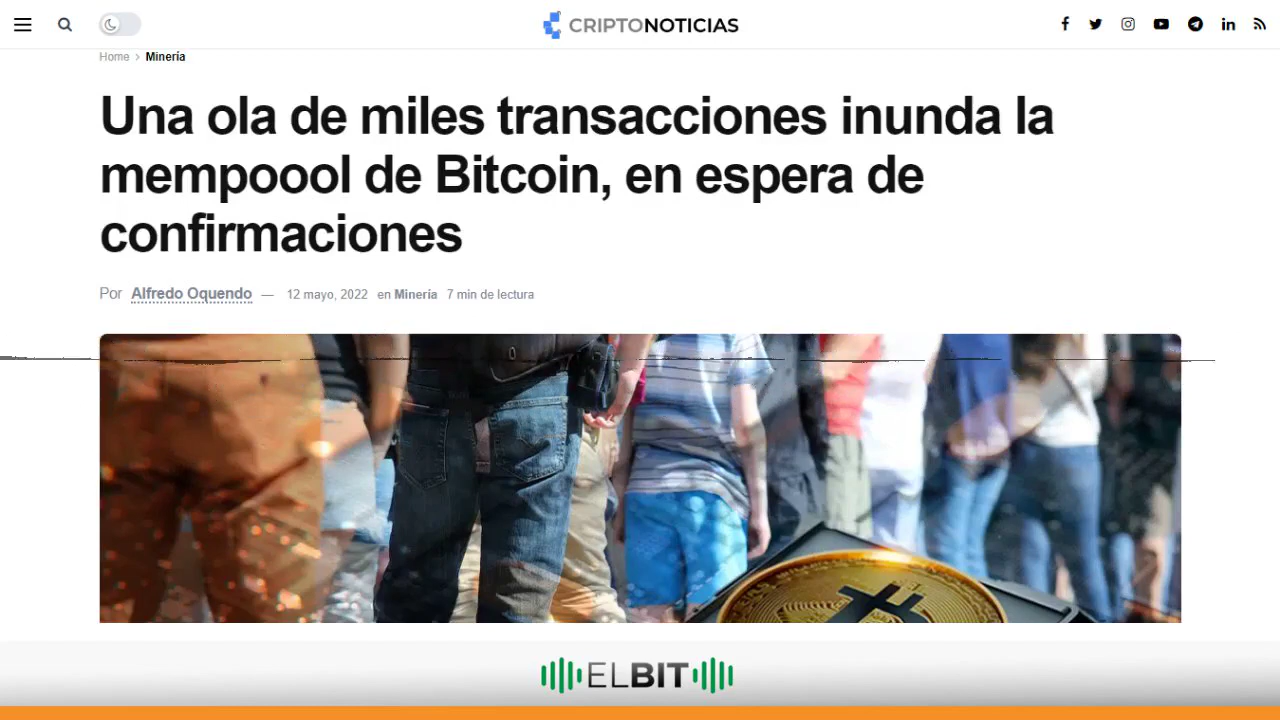 CRIPTONOTICIAS
Home > Minería
Una ola de miles transacciones inunda la
mempoool de Bitcoin, en espera de
confirmaciones
Por Alfredo Oquendo — 12 mayo, 2022 en Minería 7 min de lectura
ELBIT